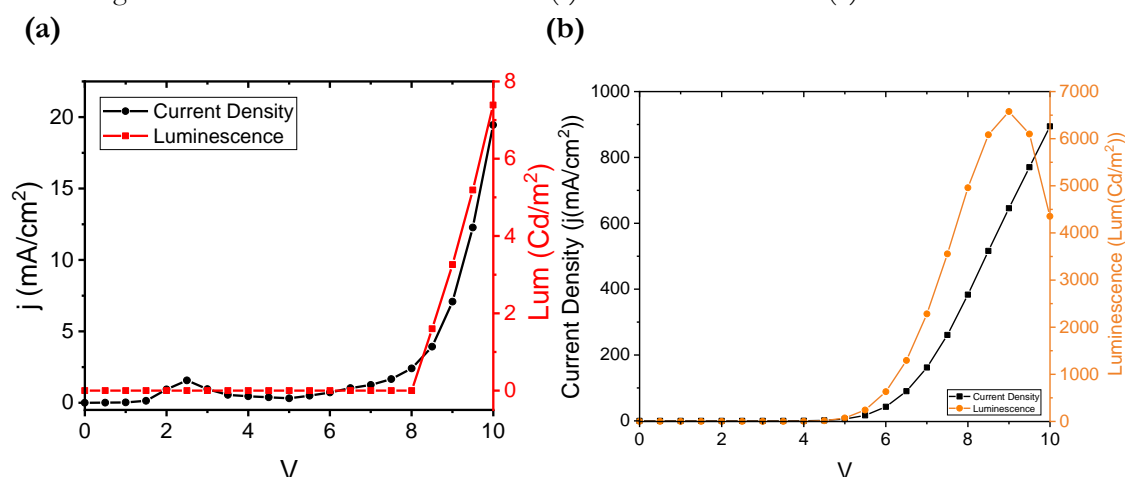 (a)
(b)
Current Density
Luminescence
j (mA/cm²)
20
15
10
5
0
0 2 4 6 8 10
V
8
6
4
2
0
Lum (Cd/m²)
Current Density (j(mA/cm²))
1000
800
600
400
200
0
0 2 4 6 8 10
V
7000
6000
5000
4000
3000
2000
1000
0
Luminescence (Lum(Cd/m²)
Current Density
Luminescence